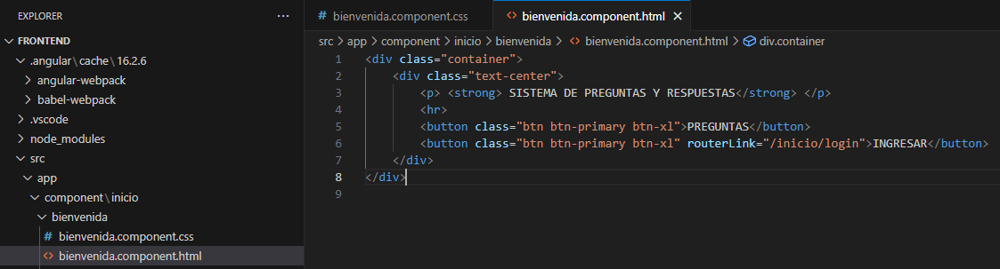 EXPLORER
FRONTEND
.angular\cache\16.2.6
angular-webpack
babel-webpack
.vscode
node_modules
src
app
component\inicio
bienvenida
# bienvenida.component.css
<> bienvenida.component.html
# bienvenida.component.css
<> bienvenida.component.html
src > app > component > inicio > bienvenida > <> bienvenida.component.html > div.container
1 <div class="container">
2 <div class="text-center">
3 <p> <strong> SISTEMA DE PREGUNTAS Y RESPUESTAS</strong> </p>
4 <hr>
5 <button class="btn btn-primary btn-xl">PREGUNTAS</button>
6 <button class="btn btn-primary btn-xl" routerLink="/inicio/login">INGRESAR</button>
7 </div>
8 </div>
9